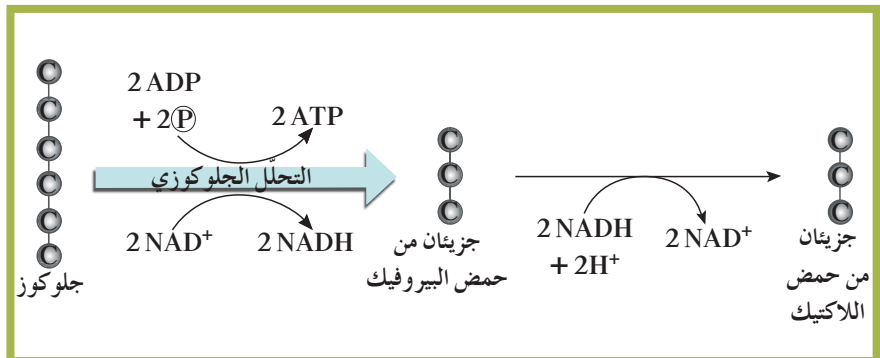 C
C
C
C
C
C
جلوكوز
2 ADP
+ 2P
2 ATP
التحلّل الجلوكوزي
2 NAD⁺
2 NADH
C
C
C
جزيئان من
حمض البيروفيك
2 NADH
+ 2H⁺
2 NAD⁺
C
C
C
جزيئان
من حمض
اللاكتيك